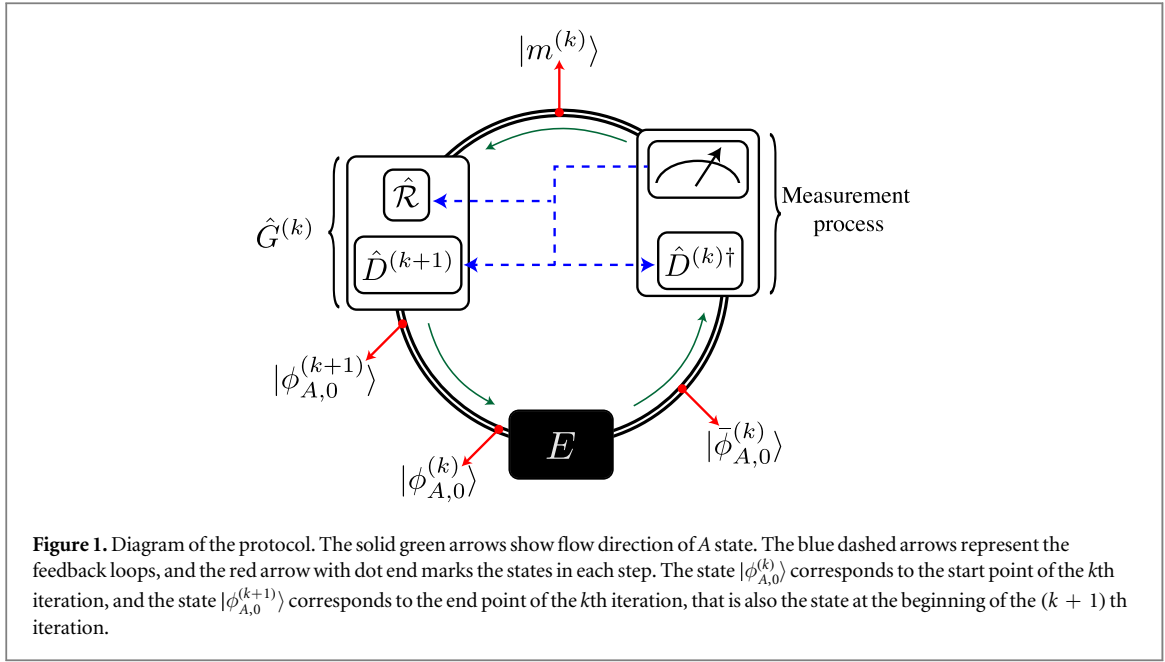 |m^(k)⟩
R̂
Ĝ^(k)
D̂^(k+1)
D̂^(k)†
Measurement
process
|ϕ_{A,0}^(k+1)⟩
|ϕ_{A,0}^(k)⟩
E
|ϕ̄_{A,0}^(k)⟩
Figure 1. Diagram of the protocol. The solid green arrows show flow direction of A state. The blue dashed arrows represent the
feedback loops, and the red arrow with dot end marks the states in each step. The state |ϕ_{A,0}^(k)⟩ corresponds to the start point of the kth
iteration, and the state |ϕ_{A,0}^(k+1)⟩ corresponds to the end point of the kth iteration, that is also the state at the beginning of the (k + 1) th
iteration.